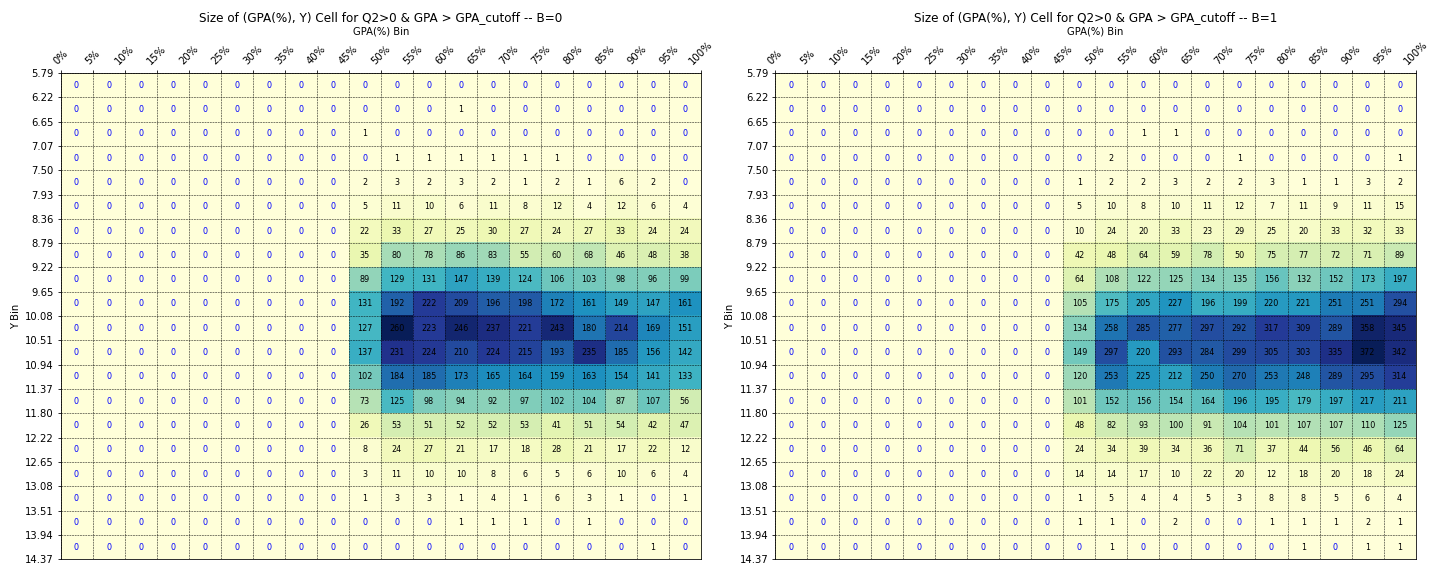 Size of (GPA(%), Y) Cell for Q2>0 & GPA > GPA_cutoff -- B=0
GPA(%) Bin
0% 5% 10% 15% 20% 25% 30% 35% 40% 45% 50% 55% 60% 65% 70% 75% 80% 85% 90% 95% 100%
Y Bin
5.79
0 0 0 0 0 0 0 0 0 0 0 0 0 0 0 0 0 0 0 0
6.22
0 0 0 0 0 0 0 0 0 0 0 0 1 0 0 0 0 0 0 0
6.65
0 0 0 0 0 0 0 0 0 1 0 0 0 0 0 0 0 0 0 0
7.07
0 0 0 0 0 0 0 0 0 0 1 1 1 1 1 1 0 0 0 0
7.50
0 0 0 0 0 0 0 0 0 2 3 2 3 2 1 2 1 6 2 0
7.93
0 0 0 0 0 0 0 0 0 5 11 10 6 11 8 12 4 12 6 4
8.36
0 0 0 0 0 0 0 0 0 22 33 27 25 30 27 24 27 33 24 24
8.79
0 0 0 0 0 0 0 0 0 35 80 78 86 83 55 60 68 46 48 38
9.22
0 0 0 0 0 0 0 0 0 89 129 131 147 139 124 106 103 98 96 99
9.65
0 0 0 0 0 0 0 0 0 131 192 222 209 196 198 172 161 149 147 161
10.08
0 0 0 0 0 0 0 0 0 127 260 223 246 237 221 243 180 214 169 151
10.51
0 0 0 0 0 0 0 0 0 137 231 224 210 224 215 193 235 185 156 142
10.94
0 0 0 0 0 0 0 0 0 102 184 185 173 165 164 159 163 154 141 133
11.37
0 0 0 0 0 0 0 0 0 73 125 98 94 92 97 102 104 87 107 56
11.80
0 0 0 0 0 0 0 0 0 26 53 51 52 52 53 41 51 54 42 47
12.22
0 0 0 0 0 0 0 0 0 8 24 27 21 17 18 28 21 17 22 12
12.65
0 0 0 0 0 0 0 0 0 3 11 10 10 8 6 5 6 10 6 4
13.08
0 0 0 0 0 0 0 0 0 1 3 3 1 4 1 6 3 1 0 1
13.51
0 0 0 0 0 0 0 0 0 0 0 0 1 1 1 0 1 0 0 0
13.94
0 0 0 0 0 0 0 0 0 0 0 0 0 0 0 0 0 0 1 0
14.37
Size of (GPA(%), Y) Cell for Q2>0 & GPA > GPA_cutoff -- B=1
GPA(%) Bin
0% 5% 10% 15% 20% 25% 30% 35% 40% 45% 50% 55% 60% 65% 70% 75% 80% 85% 90% 95% 100%
Y Bin
5.79
0 0 0 0 0 0 0 0 0 0 0 0 0 0 0 0 0 0 0 0
6.22
0 0 0 0 0 0 0 0 0 0 0 0 0 0 0 0 0 0 0 0
6.65
0 0 0 0 0 0 0 0 0 0 0 1 1 0 0 0 0 0 0 0
7.07
0 0 0 0 0 0 0 0 0 0 2 0 0 0 1 0 0 0 0 1
7.50
0 0 0 0 0 0 0 0 0 1 2 2 3 2 2 3 1 1 3 2
7.93
0 0 0 0 0 0 0 0 0 5 10 8 10 11 12 7 11 9 11 15
8.36
0 0 0 0 0 0 0 0 0 10 24 20 33 23 29 25 20 33 32 33
8.79
0 0 0 0 0 0 0 0 0 42 48 64 59 78 50 75 77 72 71 89
9.22
0 0 0 0 0 0 0 0 0 64 108 122 125 134 135 156 132 152 173 197
9.65
0 0 0 0 0 0 0 0 0 105 175 205 227 196 199 220 221 251 251 294
10.08
0 0 0 0 0 0 0 0 0 134 258 285 277 297 292 317 309 289 358 345
10.51
0 0 0 0 0 0 0 0 0 149 297 220 293 284 299 305 303 335 372 342
10.94
0 0 0 0 0 0 0 0 0 120 253 225 212 250 270 253 248 289 295 314
11.37
0 0 0 0 0 0 0 0 0 101 152 156 154 164 196 195 179 197 217 211
11.80
0 0 0 0 0 0 0 0 0 48 82 93 100 91 104 101 107 107 110 125
12.22
0 0 0 0 0 0 0 0 0 24 34 39 34 36 71 37 44 56 46 64
12.65
0 0 0 0 0 0 0 0 0 14 14 17 10 22 20 12 18 20 18 24
13.08
0 0 0 0 0 0 0 0 0 1 5 4 4 5 3 8 8 5 6 4
13.51
0 0 0 0 0 0 0 0 0 1 1 0 2 0 0 1 1 1 2 1
13.94
0 0 0 0 0 0 0 0 0 0 1 0 0 0 0 0 1 0 1 1
14.37